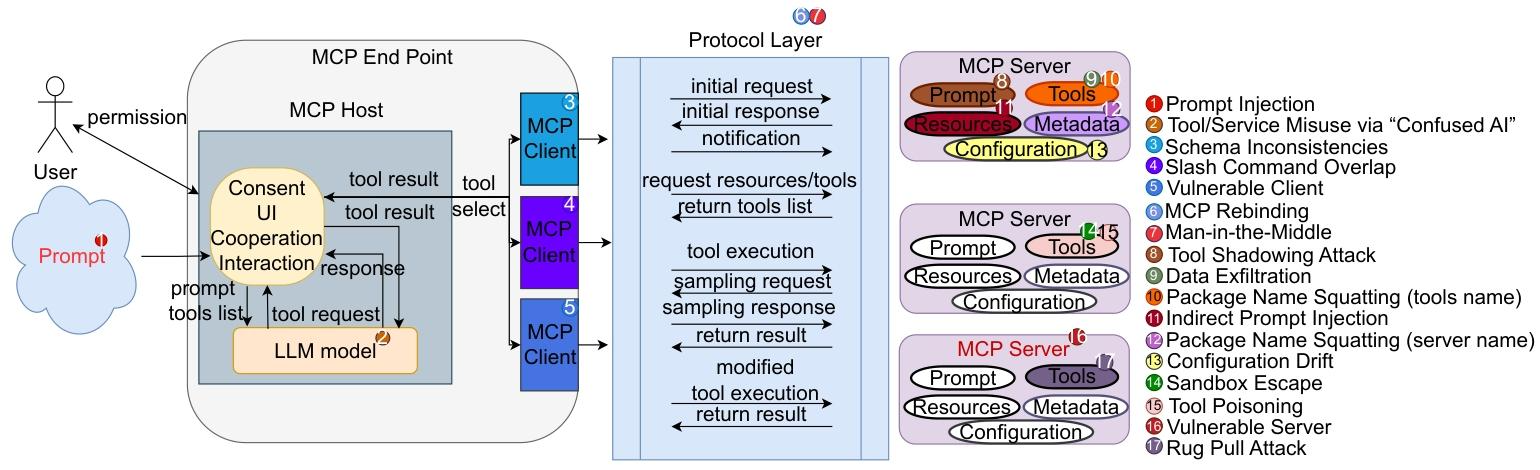 MCP End Point
MCP Host
User
permission
Prompt
1
Consent
UI
Cooperation
Interaction
tool result
tool result
response
prompt
tools list
tool request
LLM model
2
tool
select
3
MCP
Client
4
MCP
Client
5
MCP
Client
6 7
Protocol Layer
initial request
initial response
notification
request resources/tools
return tools list
tool execution
sampling request
sampling response
return result
modified
tool execution
return result
MCP Server
Prompt 8
Tools 9 10
Resources 11
Metadata 12
Configuration 13
MCP Server
Prompt
Tools 14 15
Resources
Metadata
Configuration
MCP Server 16
Prompt
Tools 17
Resources
Metadata
Configuration
1 Prompt Injection
2 Tool/Service Misuse via “Confused AI”
3 Schema Inconsistencies
4 Slash Command Overlap
5 Vulnerable Client
6 MCP Rebinding
7 Man-in-the-Middle
8 Tool Shadowing Attack
9 Data Exfiltration
10 Package Name Squatting (tools name)
11 Indirect Prompt Injection
12 Package Name Squatting (server name)
13 Configuration Drift
14 Sandbox Escape
15 Tool Poisoning
16 Vulnerable Server
17 Rug Pull Attack